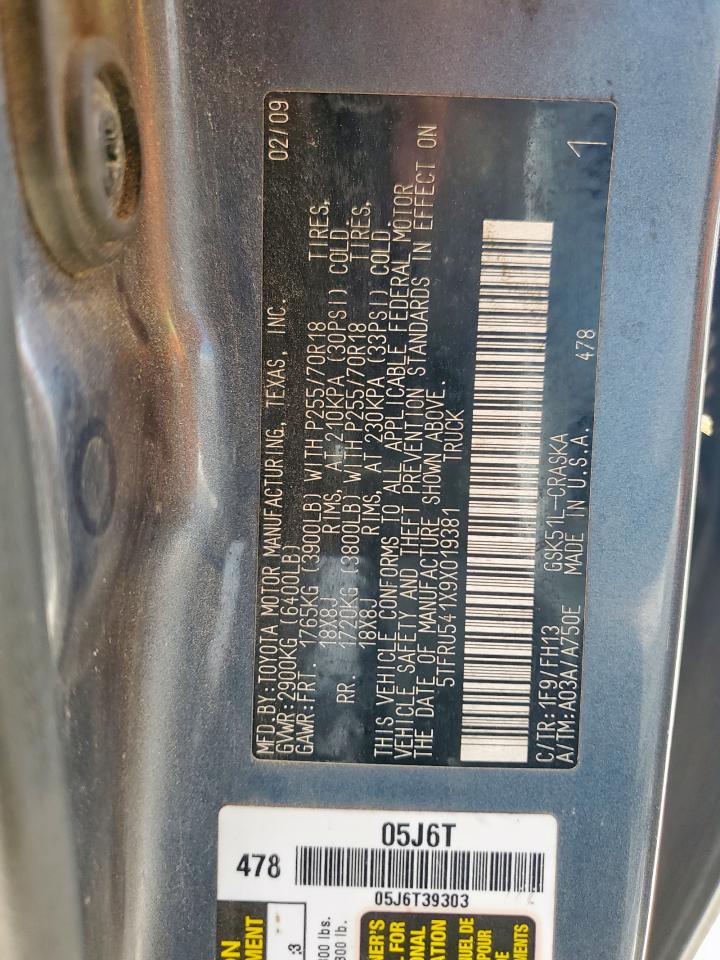 MFD.BY:TOYOTA MOTOR MANUFACTURING, TEXAS, INC. 02/09
GVWR:2900KG (6400LB)
GAWR:FRT. 1765KG (3900LB) WITH P255/70R18 TIRES,
18X8J RIMS, AT 210KPA (30PSI) COLD.
RR. 1720KG (3800LB) WITH P255/70R18 TIRES,
18X8J RIMS, AT 230KPA (33PSI) COLD.
THIS VEHICLE CONFORMS TO ALL APPLICABLE FEDERAL MOTOR
VEHICLE SAFETY AND THEFT PREVENTION STANDARDS IN EFFECT ON
THE DATE OF MANUFACTURE SHOWN ABOVE.
5TFRU541X9X019381 TRUCK
C/TR:1F9/FH13 GSK51L-CRASKA 478
A/TM:A03A/A750E MADE IN U.S.A. 1
05J6T
478
05J6T39303